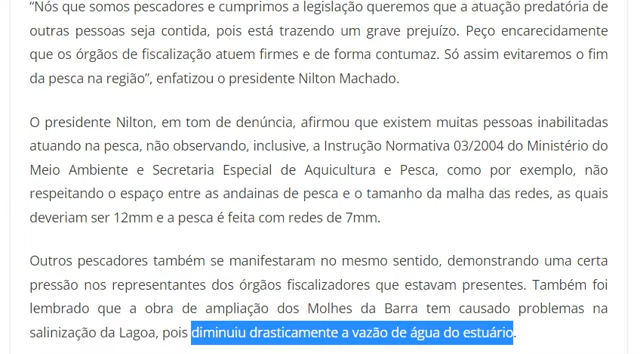 “Nós que somos pescadores e cumprimos a legislação queremos que a atuação predatória de
outras pessoas seja contida, pois está trazendo um grave prejuízo. Peço encarecidamente
que os órgãos de fiscalização atuem firmes e de forma contumaz. Só assim evitaremos o fim
da pesca na região”, enfatizou o presidente Nilton Machado.
O presidente Nilton, em tom de denúncia, afirmou que existem muitas pessoas inabilitadas
atuando na pesca, não observando, inclusive, a Instrução Normativa 03/2004 do Ministério do
Meio Ambiente e Secretaria Especial de Aquicultura e Pesca, como por exemplo, não
respeitando o espaço entre as andainas de pesca e o tamanho da malha das redes, as quais
deveriam ser 12mm e a pesca é feita com redes de 7mm.
Outros pescadores também se manifestaram no mesmo sentido, demonstrando uma certa
pressão nos representantes dos órgãos fiscalizadores que estavam presentes. Também foi
lembrado que a obra de ampliação dos Molhes da Barra tem causado problemas na
salinização da Lagoa, pois diminuiu drasticamente a vazão de água do estuário.